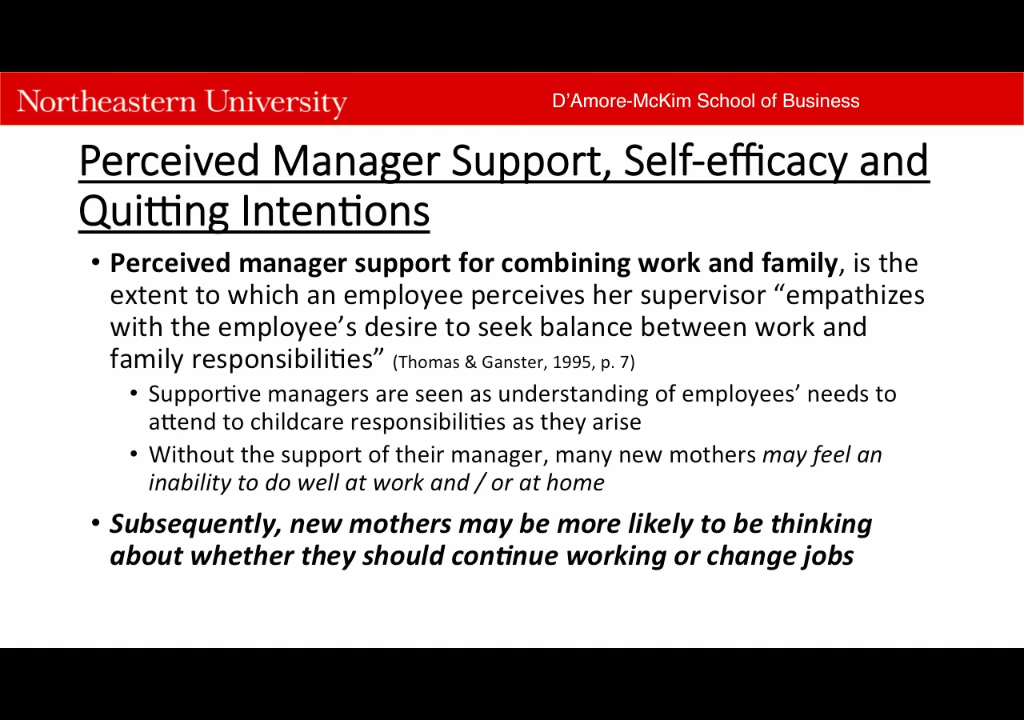 Northeastern University
D'Amore-McKim School of Business
Perceived Manager Support, Self-efficacy and
Quitting Intentions
• Perceived manager support for combining work and family, is the
extent to which an employee perceives her supervisor “empathizes
with the employee’s desire to seek balance between work and
family responsibilities” (Thomas & Ganster, 1995, p. 7)
• Supportive managers are seen as understanding of employees’ needs to
attend to childcare responsibilities as they arise
• Without the support of their manager, many new mothers may feel an
inability to do well at work and / or at home
• Subsequently, new mothers may be more likely to be thinking
about whether they should continue working or change jobs